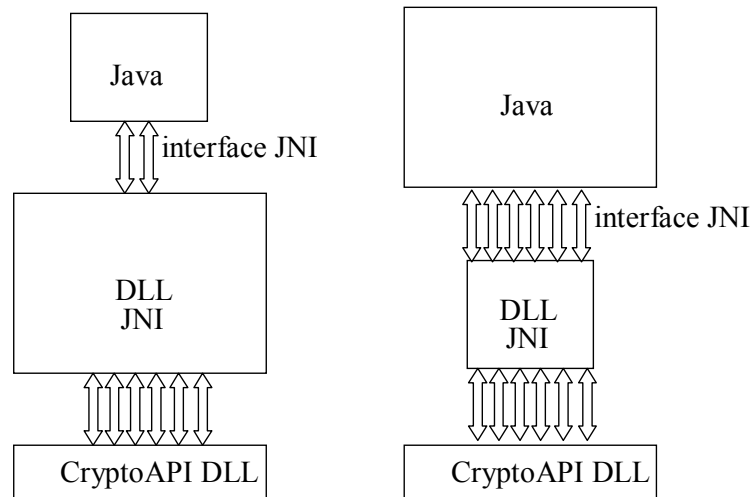 Java
interface JNI
DLL
JNI
CryptoAPI DLL
Java
interface JNI
DLL
JNI
CryptoAPI DLL